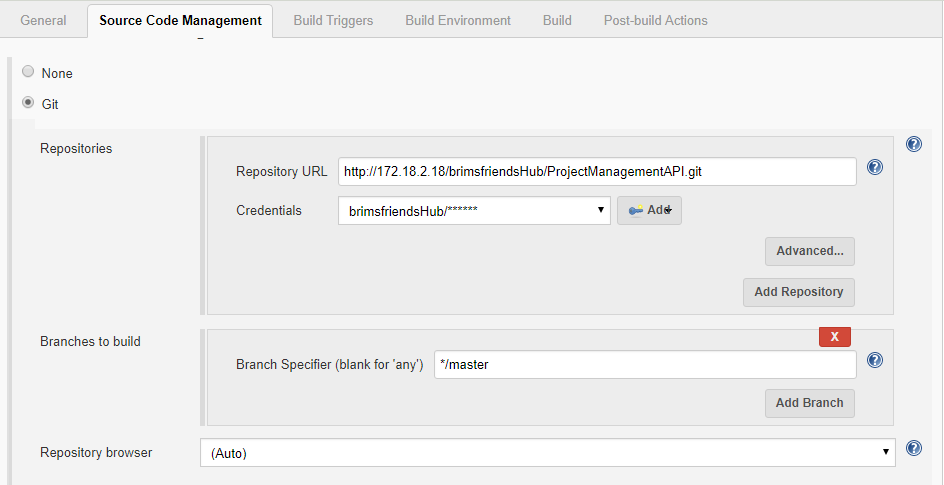 General Source Code Management Build Triggers Build Environment Build Post-build Actions
None
Git
Repositories
Repository URL http://172.18.2.18/brimsfriendsHub/ProjectManagementAPI.git
Credentials brimsfriendsHub/****** Add
Advanced...
Add Repository
Branches to build
X
Branch Specifier (blank for 'any') */master
Add Branch
Repository browser (Auto)